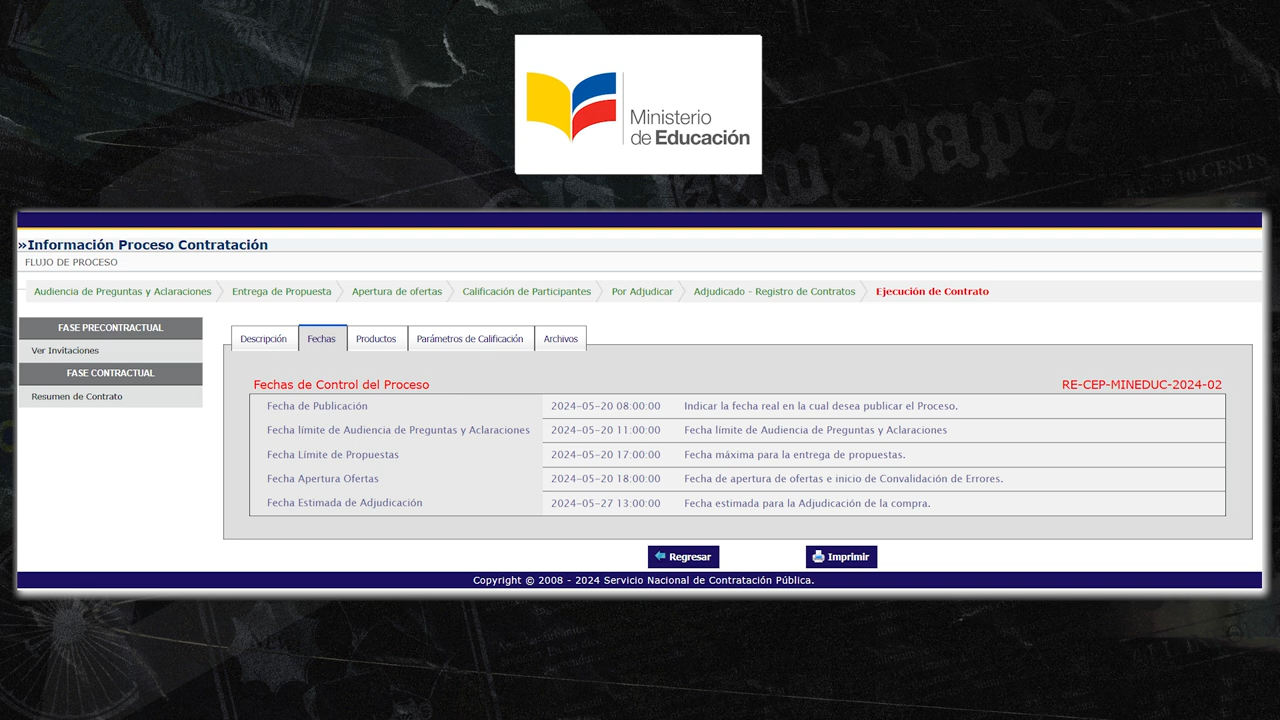 Ministerio
de Educación
»Información Proceso Contratación
FLUJO DE PROCESO
Audiencia de Preguntas y Aclaraciones
Entrega de Propuesta
Apertura de ofertas
Calificación de Participantes
Por Adjudicar
Adjudicado - Registro de Contratos
Ejecución de Contrato
FASE PRECONTRACTUAL
Ver Invitaciones
FASE CONTRACTUAL
Resumen de Contrato
Descripción
Fechas
Productos
Parámetros de Calificación
Archivos
Fechas de Control del Proceso RE-CEP-MINEDUC-2024-02
Fecha de Publicación 2024-05-20 08:00:00 Indicar la fecha real en la cual desea publicar el Proceso.
Fecha límite de Audiencia de Preguntas y Aclaraciones 2024-05-20 11:00:00 Fecha límite de Audiencia de Preguntas y Aclaraciones
Fecha Límite de Propuestas 2024-05-20 17:00:00 Fecha máxima para la entrega de propuestas.
Fecha Apertura Ofertas 2024-05-20 18:00:00 Fecha de apertura de ofertas e inicio de Convalidación de Errores.
Fecha Estimada de Adjudicación 2024-05-27 13:00:00 Fecha estimada para la Adjudicación de la compra.
Regresar
Imprimir
Copyright © 2008 - 2024 Servicio Nacional de Contratación Pública.